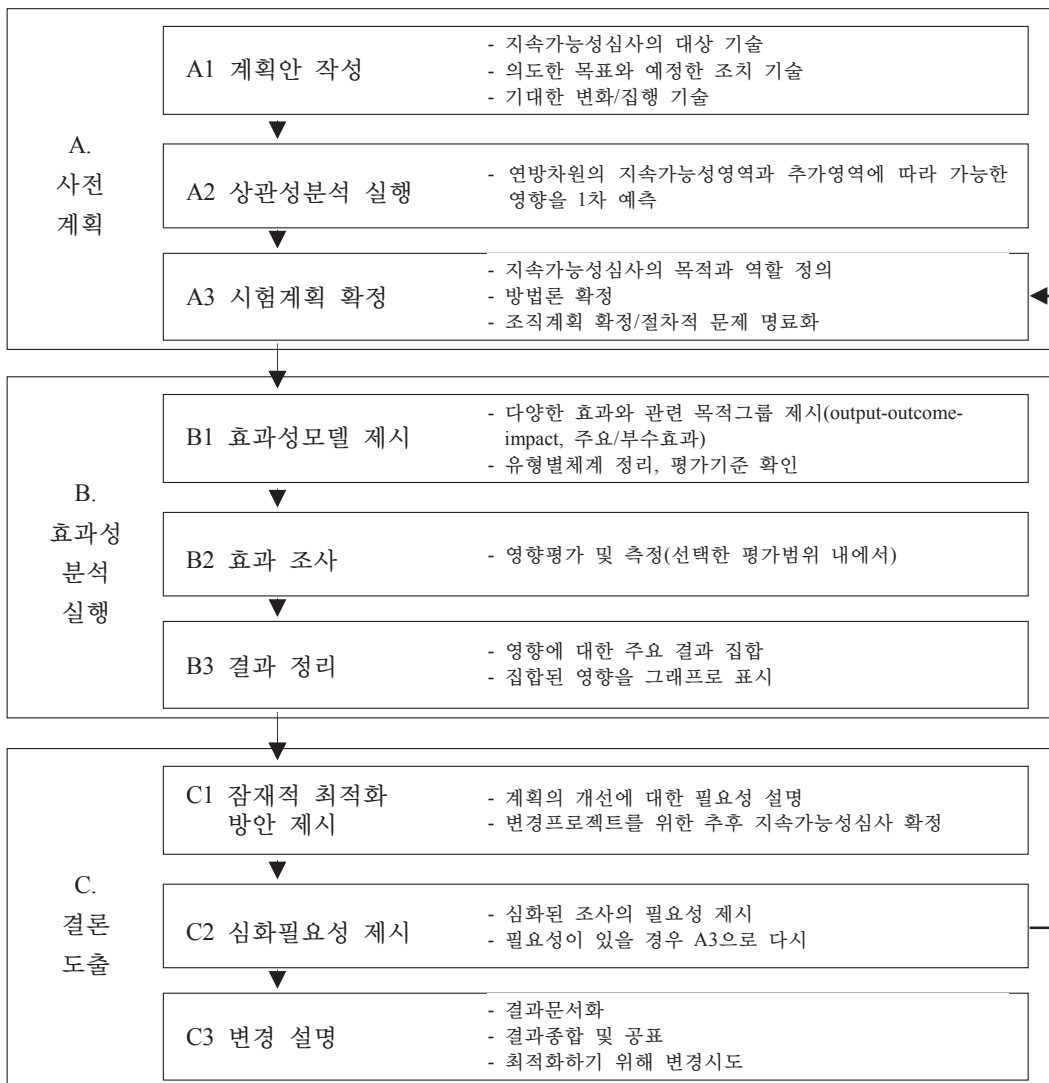 A.
사전
계획
A1 계획안 작성
- 지속가능성심사의 대상 기술
- 의도한 목표와 예정한 조치 기술
- 기대한 변화/집행 기술
A2 상관성분석 실행
- 연방차원의 지속가능성영역과 추가영역에 따라 가능한
영향을 1차 예측
A3 시험계획 확정
- 지속가능성심사의 목적과 역할 정의
- 방법론 확정
- 조직계획 확정/절차적 문제 명료화
B.
효과성
분석
실행
B1 효과성모델 제시
- 다양한 효과와 관련 목적그룹 제시(output-outcome-
impact, 주요/부수효과)
- 유형별체계 정리, 평가기준 확인
B2 효과 조사
- 영향평가 및 측정(선택한 평가범위 내에서)
B3 결과 정리
- 영향에 대한 주요 결과 집합
- 집합된 영향을 그래프로 표시
C.
결론
도출
C1 잠재적 최적화
방안 제시
- 계획의 개선에 대한 필요성 설명
- 변경프로젝트를 위한 추후 지속가능성심사 확정
C2 심화필요성 제시
- 심화된 조사의 필요성 제시
- 필요성이 있을 경우 A3으로 다시
C3 변경 설명
- 결과문서화
- 결과종합 및 공표
- 최적화하기 위해 변경시도